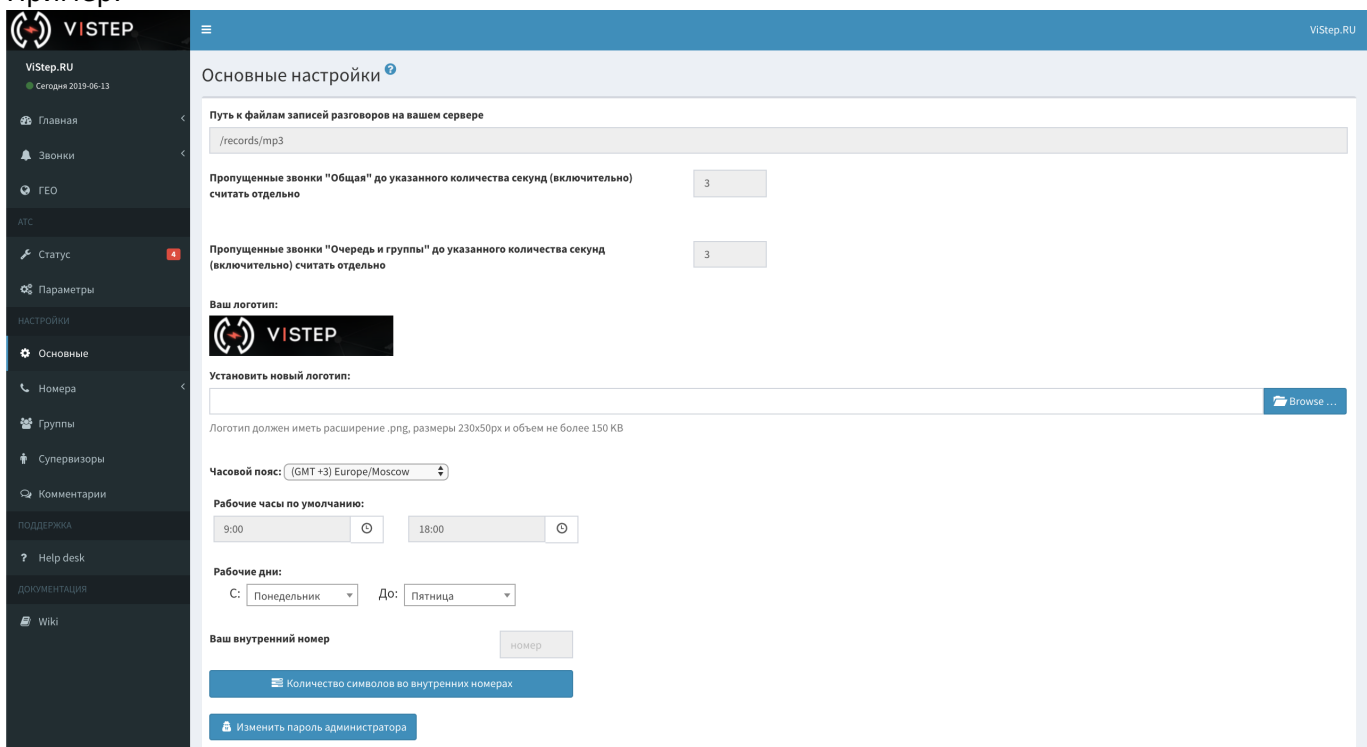 Пример:
VISTEP
ViStep.RU
ViStep.RU
Сегодня 2019-06-13
Главная
Звонки
ГЕО
АТС
Статус 4
Параметры
НАСТРОЙКИ
Основные
Номера
Группы
Супервизоры
Комментарии
ПОДДЕРЖКА
Help desk
ДОКУМЕНТАЦИЯ
Wiki
Основные настройки ?
Путь к файлам записей разговоров на вашем сервере
/records/mp3
Пропущенные звонки "Общая" до указанного количества секунд (включительно)
считать отдельно
3
Пропущенные звонки "Очередь и группы" до указанного количества секунд
(включительно) считать отдельно
3
Ваш логотип:
VISTEP
Установить новый логотип:
Browse ...
Логотип должен иметь расширение .png, размеры 230x50px и объем не более 150 KB
Часовой пояс: (GMT +3) Europe/Moscow
Рабочие часы по умолчанию:
9:00 18:00
Рабочие дни:
С: Понедельник До: Пятница
Ваш внутренний номер номер
Количество символов во внутренних номерах
Изменить пароль администратора